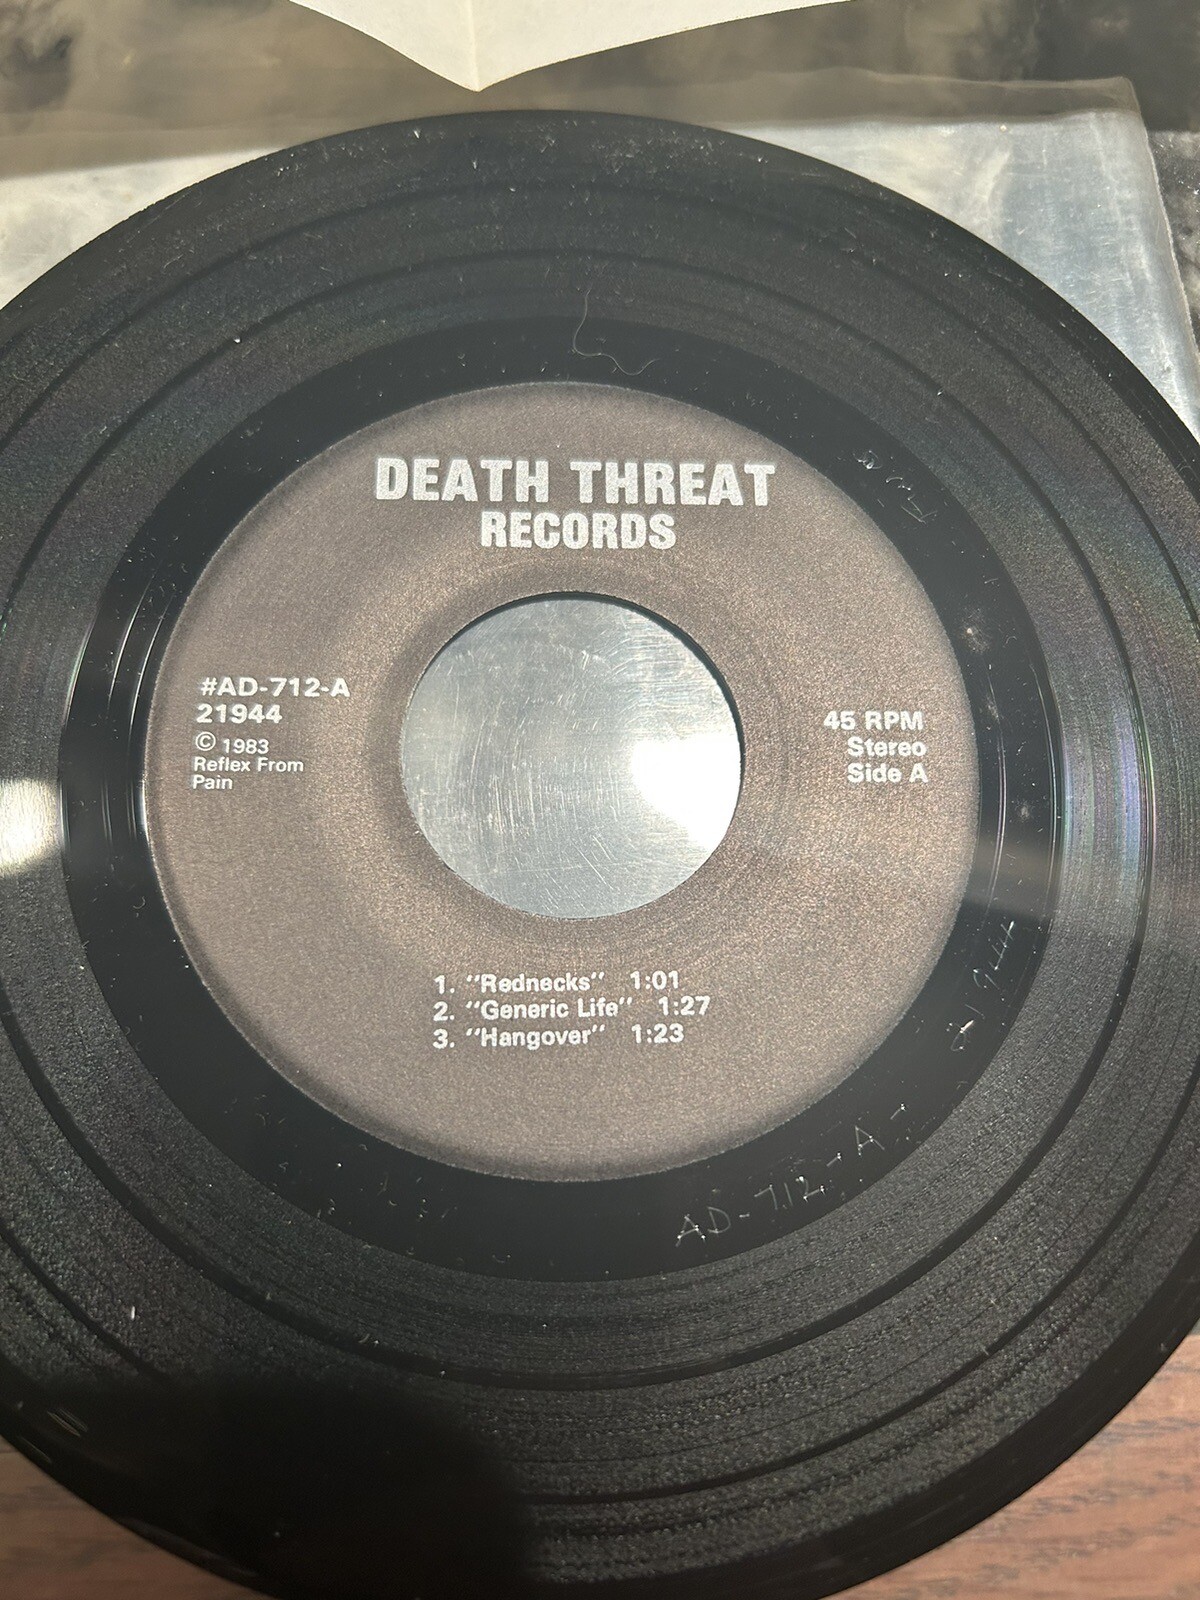 DEATH THREAT
RECORDS
#AD-712-A
21944
© 1983
Reflex From
Pain
45 RPM
Stereo
Side A
1. "Rednecks" 1:01
2. "Generic Life" 1:27
3. "Hangover" 1:23
AD-712-A-